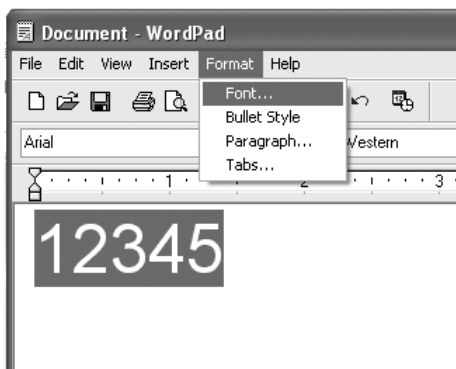 Document - WordPad
File Edit View Insert Format Help
Font...
Bullet Style
Paragraph...
Tabs...
Arial
Western
1 2 3
12345